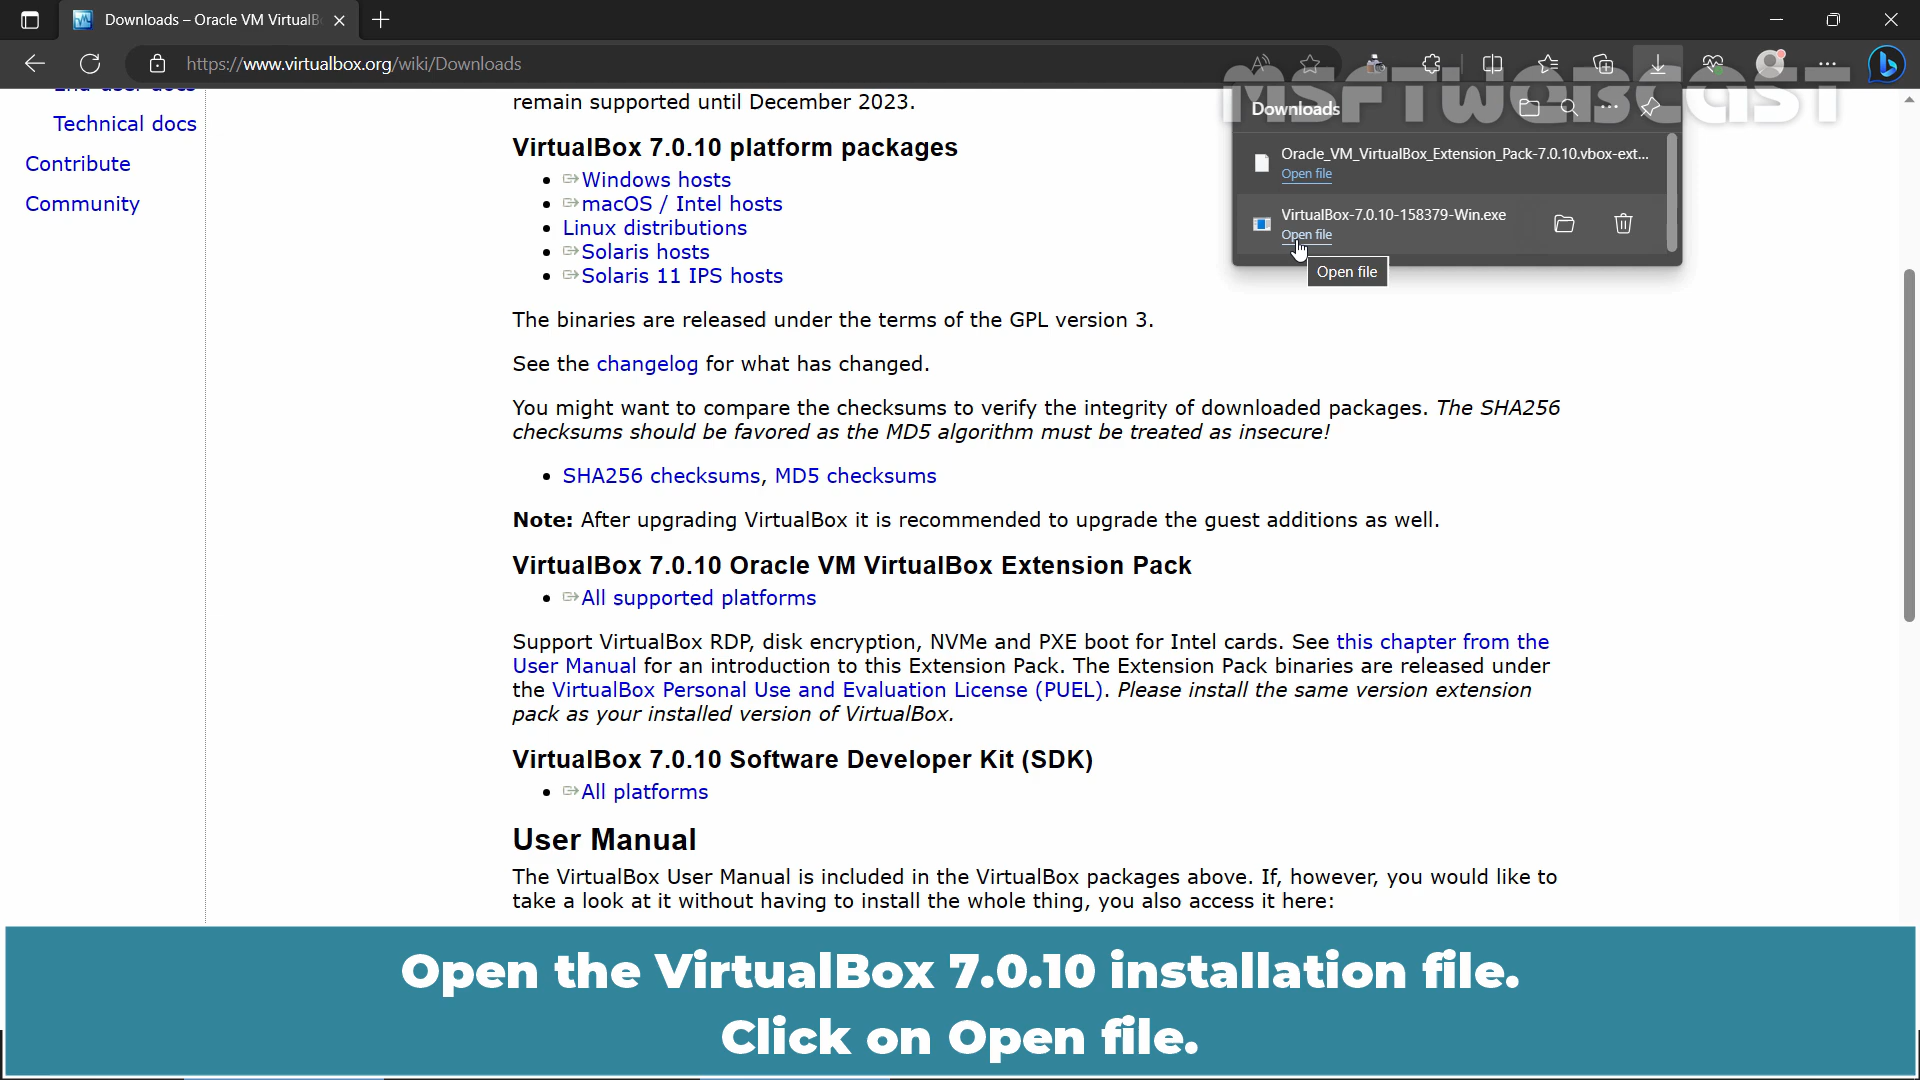 Downloads – Oracle VM VirtualB
https://www.virtualbox.org/wiki/Downloads
MSFTWEBCAST
Downloads
Oracle_VM_VirtualBox_Extension_Pack-7.0.10.vbox-ext...
Open file
VirtualBox-7.0.10-158379-Win.exe
Open file
Open file
End-user docs
Technical docs
Contribute
Community
remain supported until December 2023.
VirtualBox 7.0.10 platform packages
Windows hosts
macOS / Intel hosts
Linux distributions
Solaris hosts
Solaris 11 IPS hosts
The binaries are released under the terms of the GPL version 3.
See the changelog for what has changed.
You might want to compare the checksums to verify the integrity of downloaded packages. The SHA256
checksums should be favored as the MD5 algorithm must be treated as insecure!
SHA256 checksums, MD5 checksums
Note: After upgrading VirtualBox it is recommended to upgrade the guest additions as well.
VirtualBox 7.0.10 Oracle VM VirtualBox Extension Pack
All supported platforms
Support VirtualBox RDP, disk encryption, NVMe and PXE boot for Intel cards. See this chapter from the
User Manual for an introduction to this Extension Pack. The Extension Pack binaries are released under
the VirtualBox Personal Use and Evaluation License (PUEL). Please install the same version extension
pack as your installed version of VirtualBox.
VirtualBox 7.0.10 Software Developer Kit (SDK)
All platforms
User Manual
The VirtualBox User Manual is included in the VirtualBox packages above. If, however, you would like to
take a look at it without having to install the whole thing, you also access it here:
Open the VirtualBox 7.0.10 installation file.
Click on Open file.